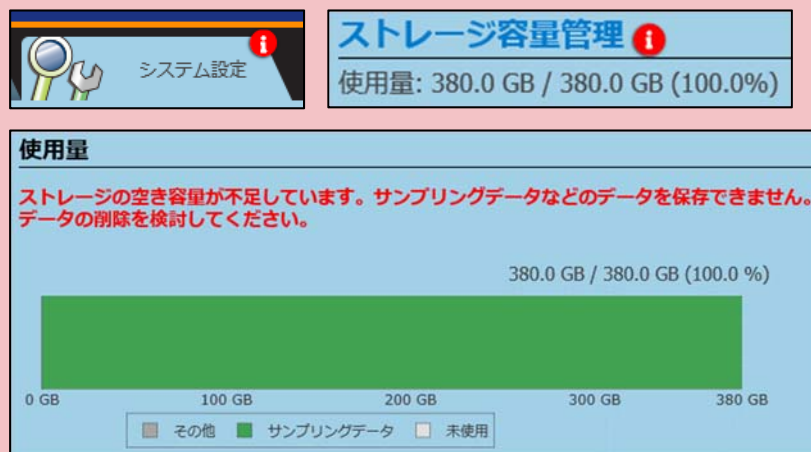 システム設定
ストレージ容量管理
使用量: 380.0 GB / 380.0 GB (100.0%)
使用量
ストレージの空き容量が不足しています。サンプリングデータなどのデータを保存できません。
データの削除を検討してください。
380.0 GB / 380.0 GB (100.0 %)
0 GB 100 GB 200 GB 300 GB 380 GB
その他 サンプリングデータ 未使用